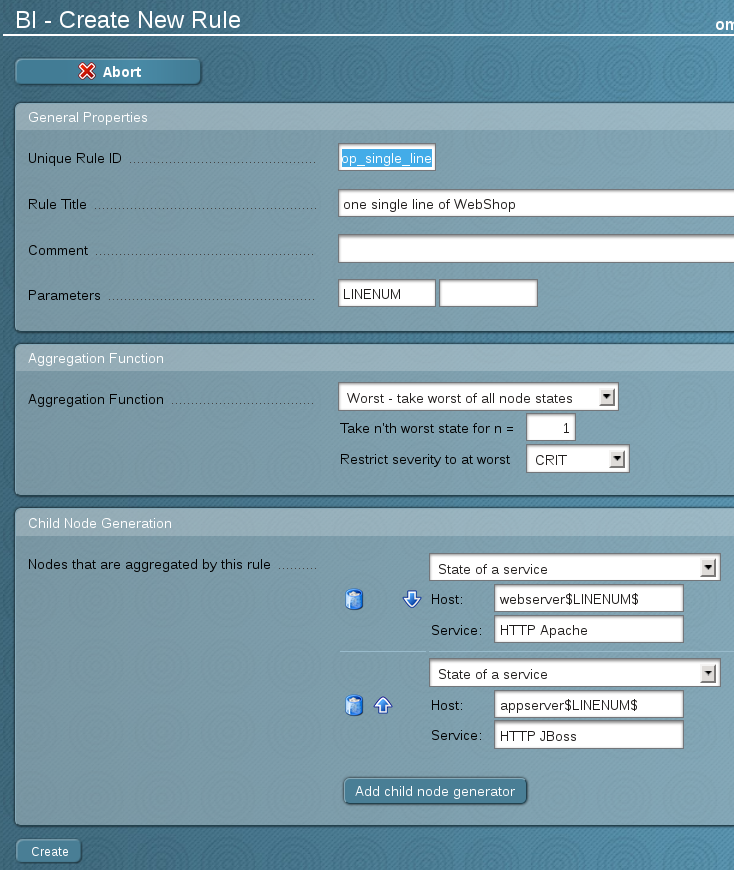 BI - Create New Rule
om
Abort
General Properties
Unique Rule ID
op_single_line
Rule Title
one single line of WebShop
Comment
Parameters
LINENUM
Aggregation Function
Aggregation Function
Worst - take worst of all node states
Take n'th worst state for n = 1
Restrict severity to at worst CRIT
Child Node Generation
Nodes that are aggregated by this rule
State of a service
Host: webserver$LINENUM$
Service: HTTP Apache
State of a service
Host: appserver$LINENUM$
Service: HTTP JBoss
Add child node generator
Create